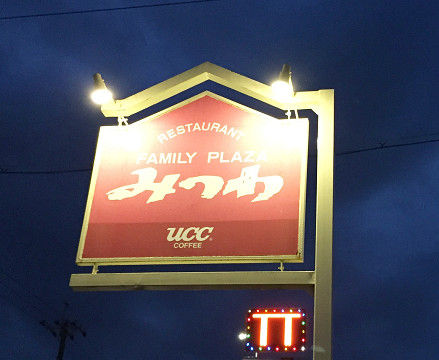 RESTAURANT
FAMILY PLAZA
みつわ
UCC
COFFEE